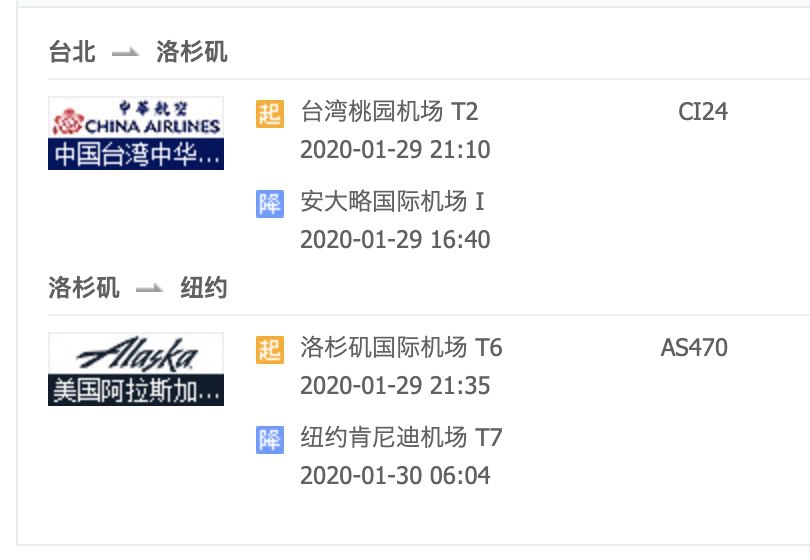 台北 洛杉矶
中華航空
CHINA AIRLINES
中国台湾中华...
起 台湾桃园机场 T2 CI24
2020-01-29 21:10
降 安大略国际机场 I
2020-01-29 16:40
洛杉矶 纽约
Alaska
美国阿拉斯加...
起 洛杉矶国际机场 T6 AS470
2020-01-29 21:35
降 纽约肯尼迪机场 T7
2020-01-30 06:04